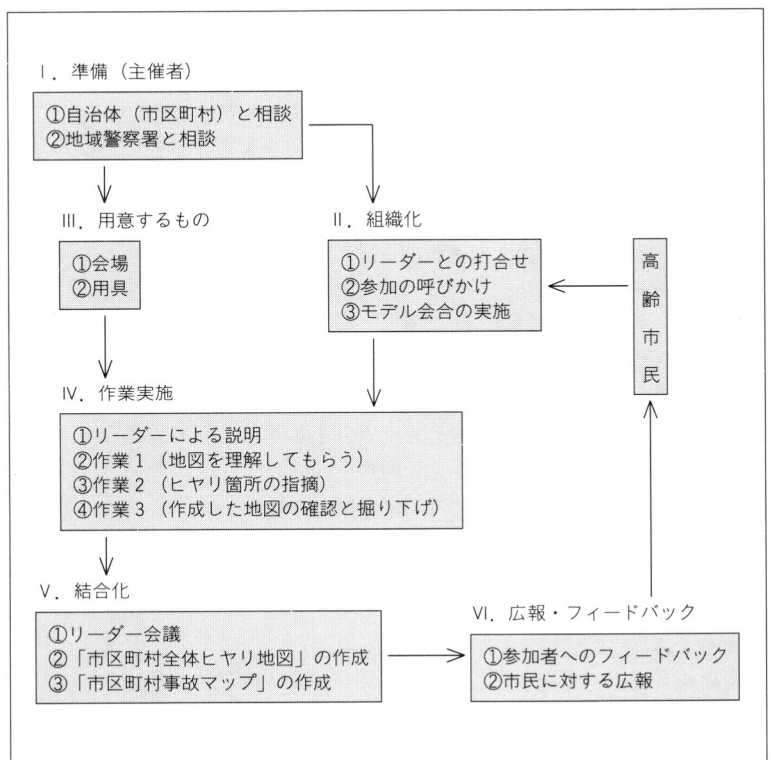 Ⅰ．準備（主催者）
①自治体（市区町村）と相談
②地域警察署と相談
Ⅲ．用意するもの
①会場
②用具
Ⅱ．組織化
①リーダーとの打合せ
②参加の呼びかけ
③モデル会合の実施
高齢市民
Ⅳ．作業実施
①リーダーによる説明
②作業1（地図を理解してもらう）
③作業2（ヒヤリ箇所の指摘）
④作業3（作成した地図の確認と掘り下げ）
Ⅴ．結合化
①リーダー会議
②「市区町村全体ヒヤリ地図」の作成
③「市区町村事故マップ」の作成
Ⅵ．広報・フィードバック
①参加者へのフィードバック
②市民に対する広報